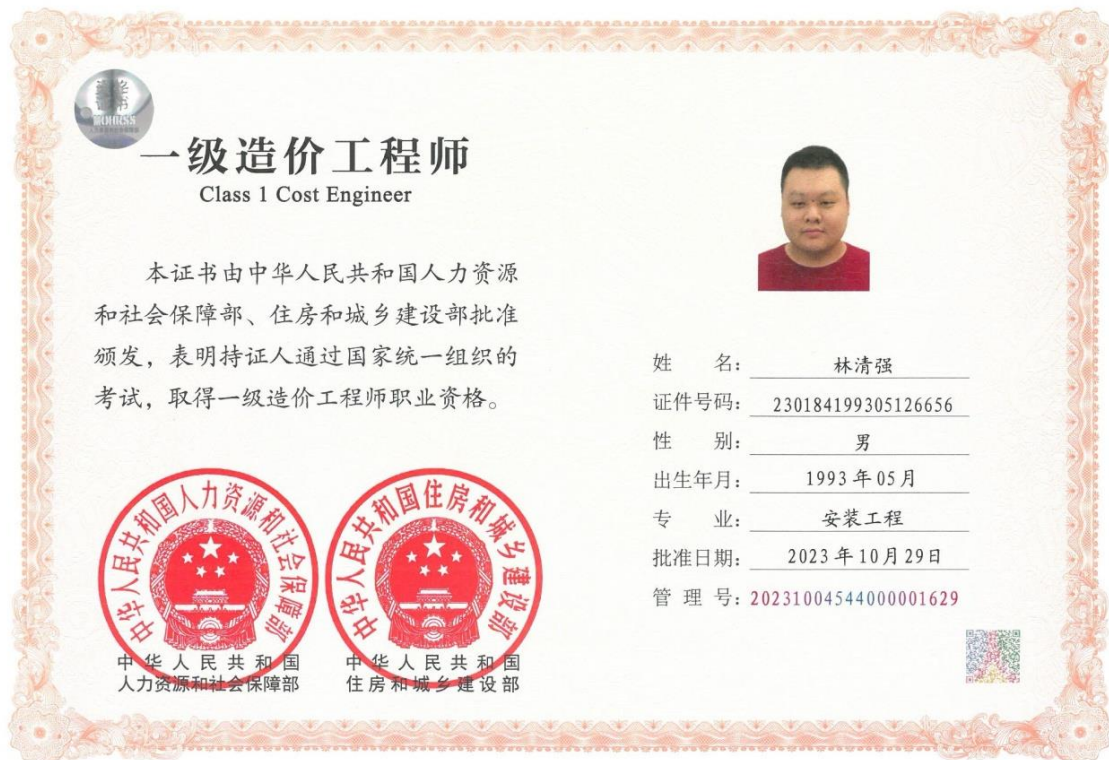 一级造价工程师
Class 1 Cost Engineer
本证书由中华人民共和国人力资源
和社会保障部、住房和城乡建设部批准
颁发，表明持证人通过国家统一组织的
考试，取得一级造价工程师职业资格。
中华人民共和国人力资源和社会保障部
中华人民共和国住房和城乡建设部
中华人民共和国
人力资源和社会保障部
中华人民共和国
住房和城乡建设部
姓 名： 林清强
证件号码： 230184199305126656
性 别： 男
出生年月： 1993年05月
专 业： 安装工程
批准日期： 2023年10月29日
管 理 号： 20231004544000001629